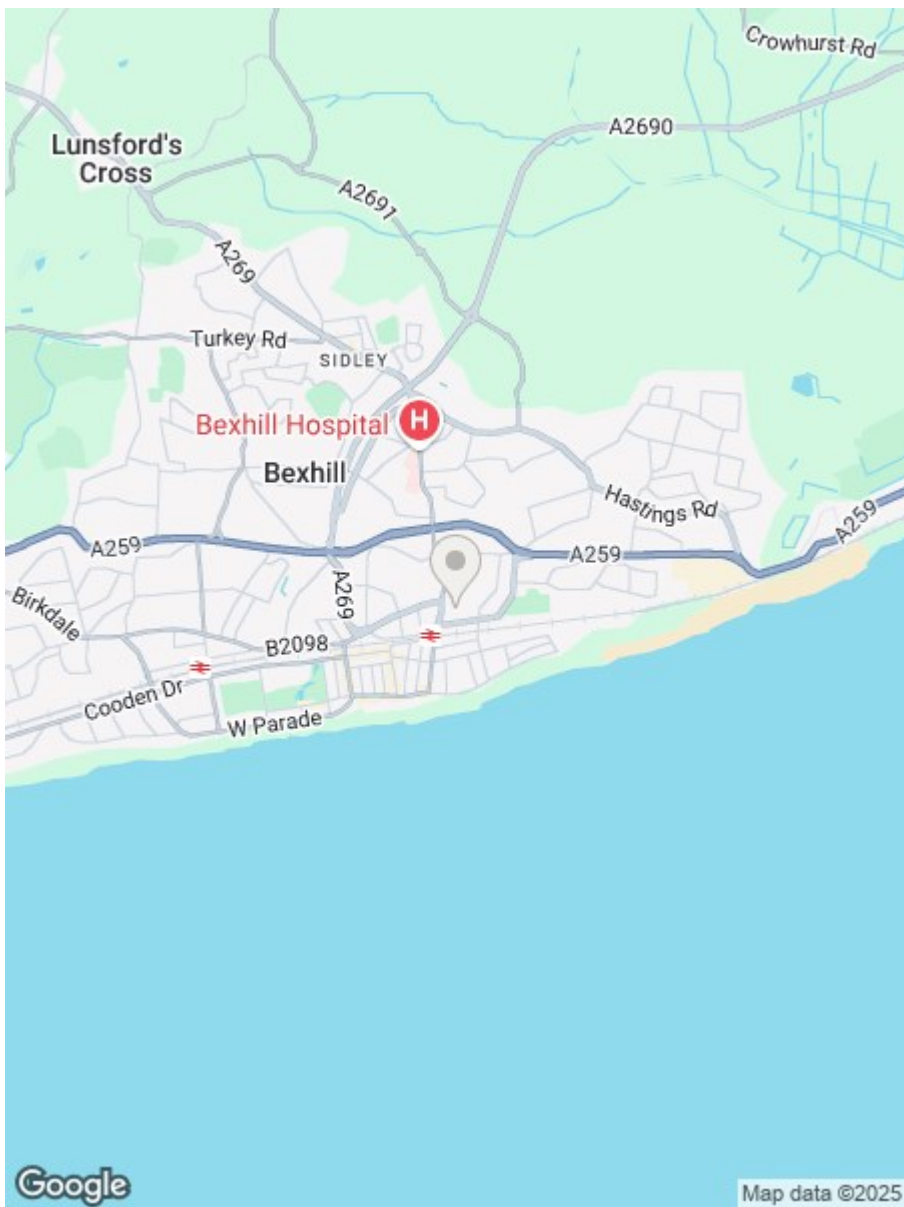 Crowhurst Rd
A2690
Lunsford's
Cross
A2691
A269
Turkey Rd
SIDLEY
Bexhill Hospital
H
Bexhill
Hastings Rd
A259
A259
A259
A269
Birkdale
B2098
Cooden Dr
W Parade
Google
Map data ©2025